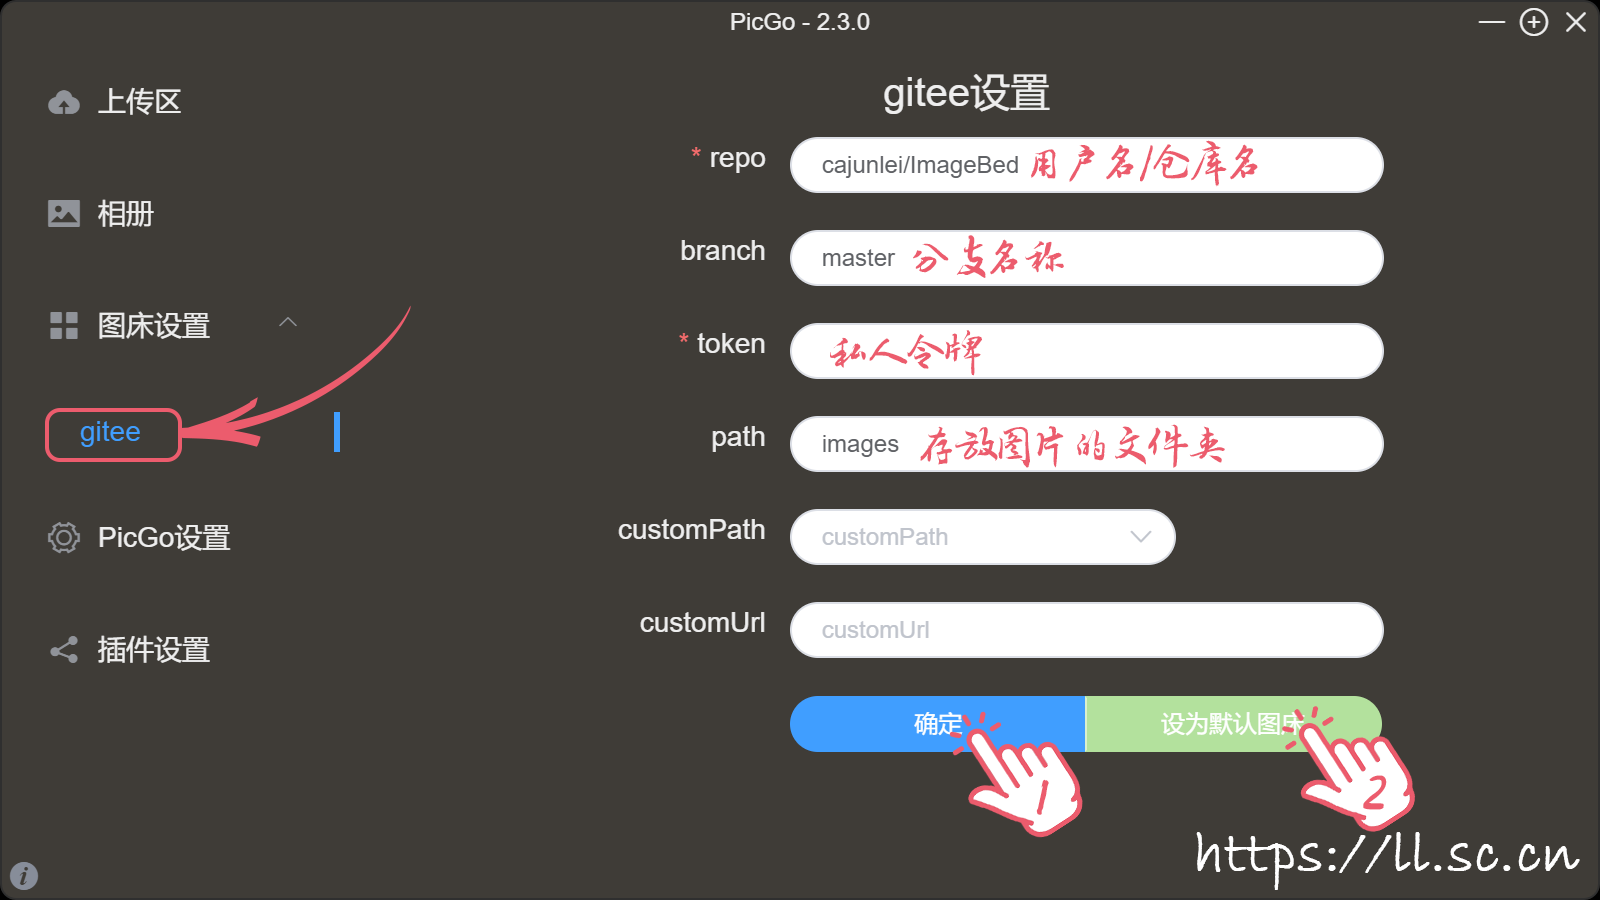 PicGo - 2.3.0
上传区
相册
图床设置
gitee
PicGo设置
插件设置
gitee设置
* repo cajunlei/ImageBed 用户名/仓库名
branch master 分支名称
* token 私人令牌
path images 存放图片的文件夹
customPath customPath
customUrl customUrl
确定 设为默认图床
1 2
https://ll.sc.cn